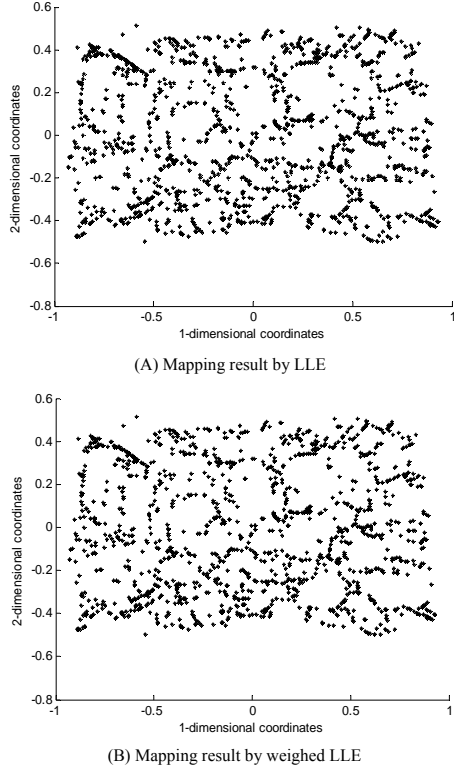 0.6
0.4
0.2
0
-0.2
-0.4
-0.6
-0.8
2-dimensional coordinates
-1 -0.5 0 0.5 1
1-dimensional coordinates
(A) Mapping result by LLE
0.6
0.4
0.2
0
-0.2
-0.4
-0.6
-0.8
2-dimensional coordinates
-1 -0.5 0 0.5 1
1-dimensional coordinates
(B) Mapping result by weighed LLE